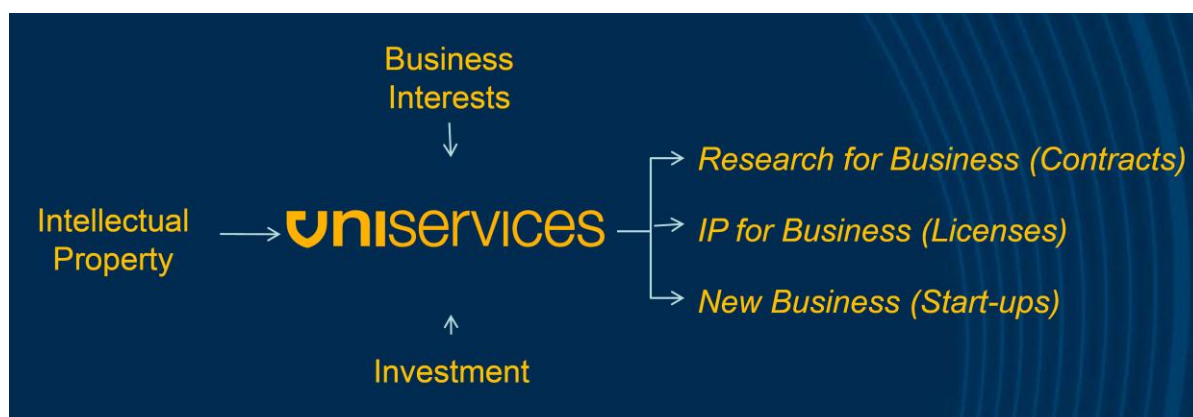 Business
Interests
Intellectual
Property
uniservices
Research for Business (Contracts)
IP for Business (Licenses)
New Business (Start-ups)
Investment